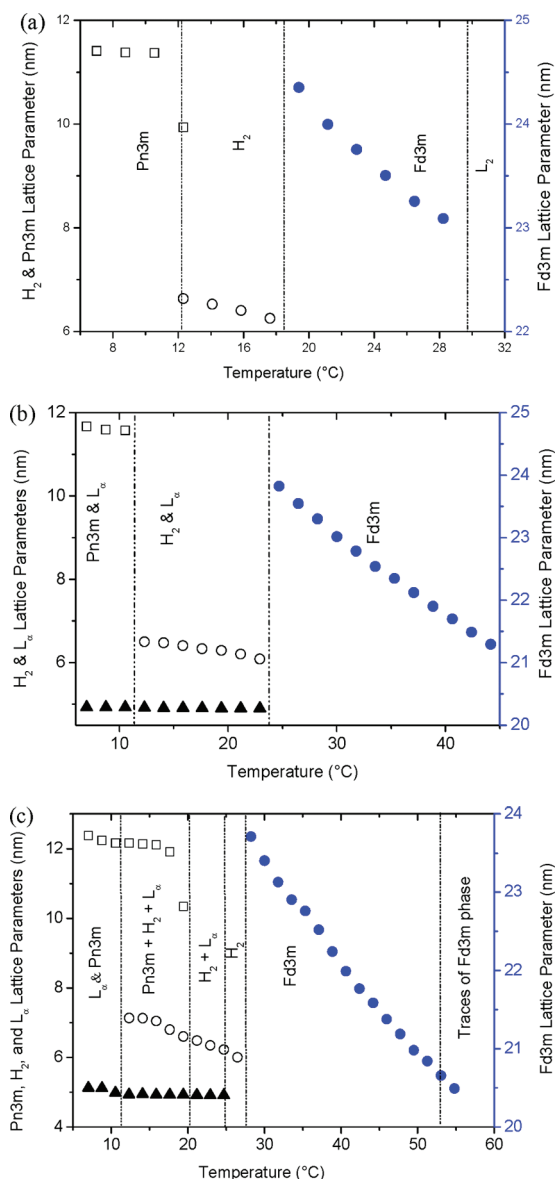 (a)
12
10
8
6
H₂ & Pn3m Lattice Parameter (nm)
Pn3m
H₂
Fd3m
L₂
25
24
23
22
Fd3m Lattice Parameter (nm)
8 12 16 20 24 28 32
Temperature (°C)
(b)
12
10
8
6
H₂ & Lα Lattice Parameters (nm)
Pn3m & Lα
H₂ & Lα
Fd3m
25
24
23
22
21
20
Fd3m Lattice Parameter (nm)
10 20 30 40
Temperature (°C)
(c)
12
10
8
6
4
Pn3m, H₂, and Lα Lattice Parameters (nm)
Lα & Pn3m
Pn3m + H₂ + Lα
H₂ + Lα
H₂
Fd3m
Traces of Fd3m phase
24
23
22
21
20
Fd3m Lattice Parameter (nm)
10 20 30 40 50 60
Temperature (°C)